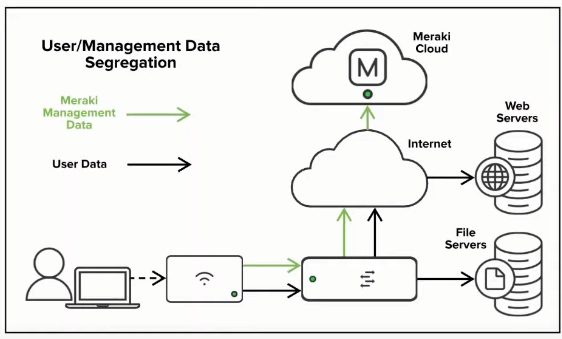 User/Management Data
Segregation
Meraki
Management
Data
User Data
Meraki
Cloud
M
Internet
Web
Servers
File
Servers